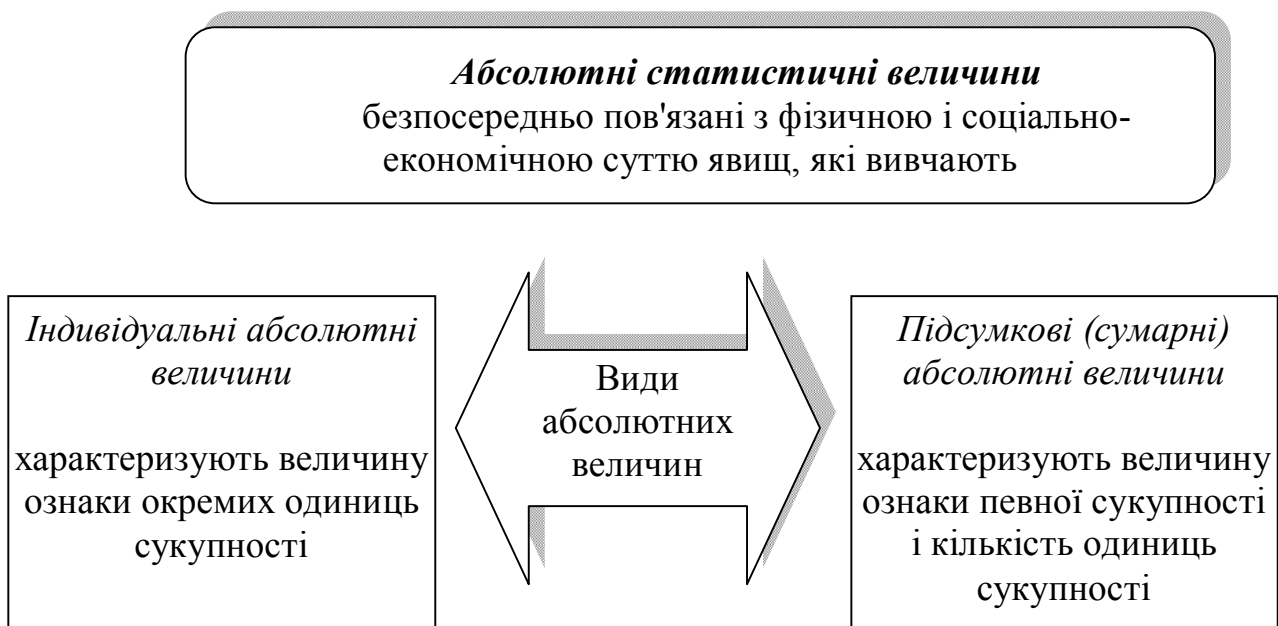 Абсолютні статистичні величини
безпосередньо пов'язані з фізичною і соціально-
економічною суттю явищ, які вивчають
Індивідуальні абсолютні
величини
характеризують величину
ознаки окремих одиниць
сукупності
Види
абсолютних
величин
Підсумкові (сумарні)
абсолютні величини
характеризують величину
ознаки певної сукупності
і кількість одиниць
сукупності